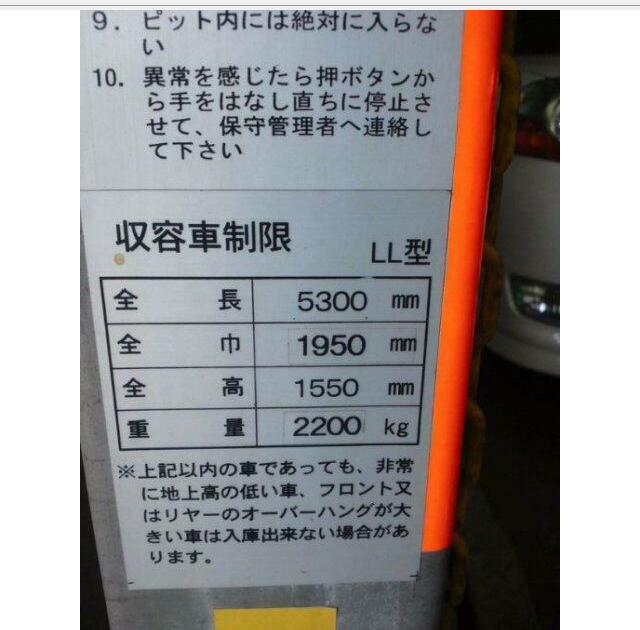 9. ピット内には絶対に入らな
い
10. 異常を感じたら押ボタンか
ら手をはなし直ちに停止さ
せて、保守管理者へ連絡し
て下さい
収容車制限
LL型
全長 5300 mm
全巾 1950 mm
全高 1550 mm
重量 2200 kg
※上記以内の車であっても、非常
に地上高の低い車、フロント又
はリヤーのオーバーハングが大
きい車は入庫出来ない場合があ
ります。